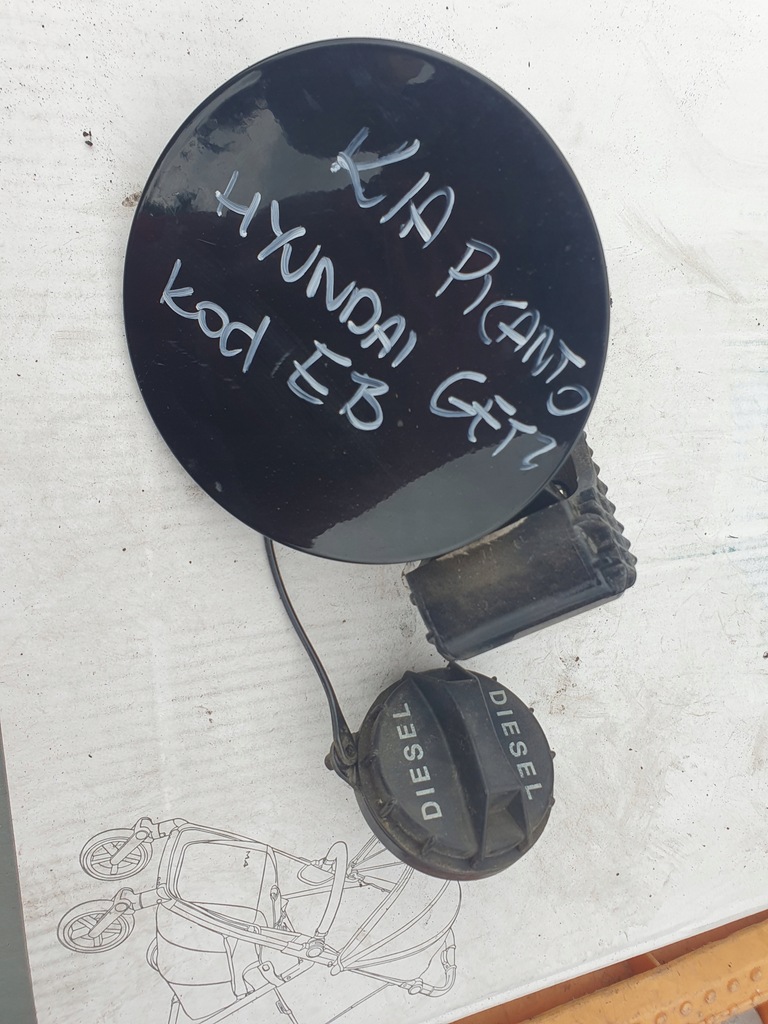 KIA PICANTO
HYUNDAI GETZ
kod EB
DIESEL
DIESEL